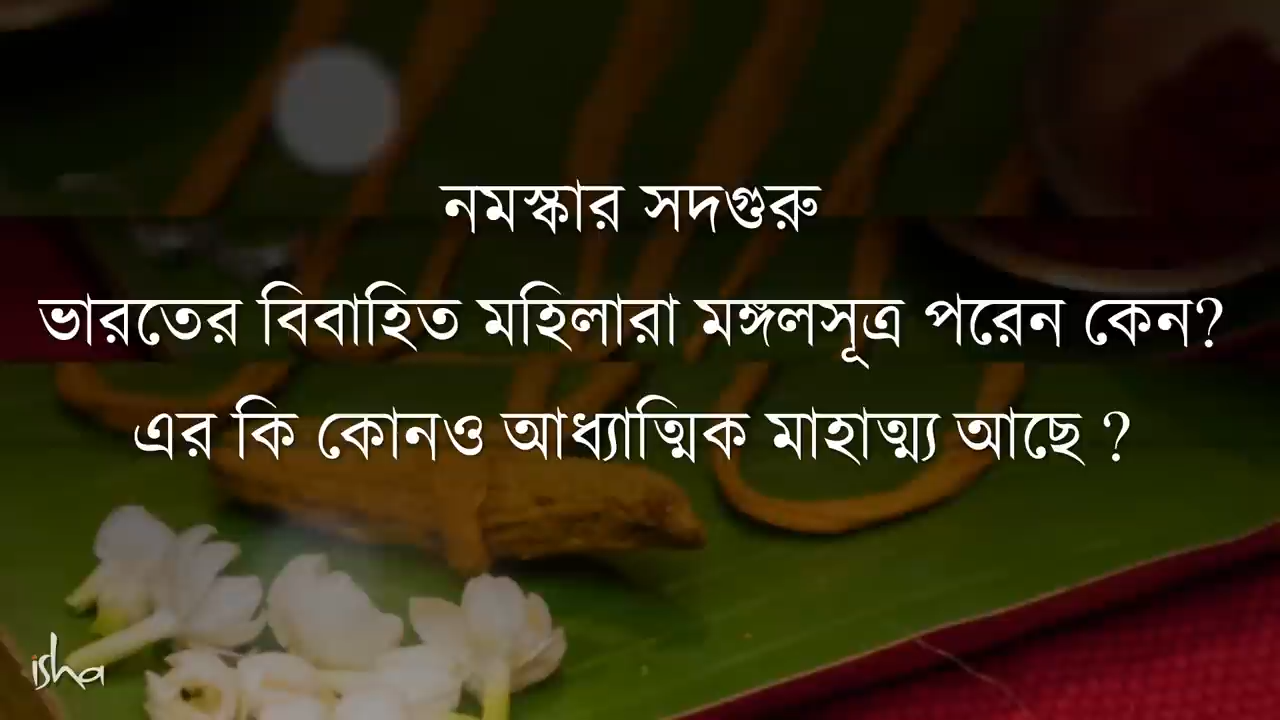 নমস্কার সদগুরু
ভারতের বিবাহিত মহিলারা মঙ্গলসূত্র পরেন কেন?
এর কি কোনও আধ্যাত্মিক মাহাত্ম্য আছে ?
isha